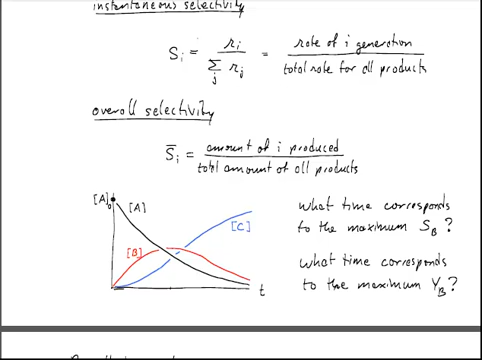 instantaneous selectivity
S_i = r_i / Σ_j r_j = rate of i generation / total rate for all products
overall selectivity
S̄_i = amount of i produced / total amount of all products
[A]₀
[A]
[B]
[C]
t
What time corresponds
to the maximum S_B?
What time corresponds
to the maximum Y_B?